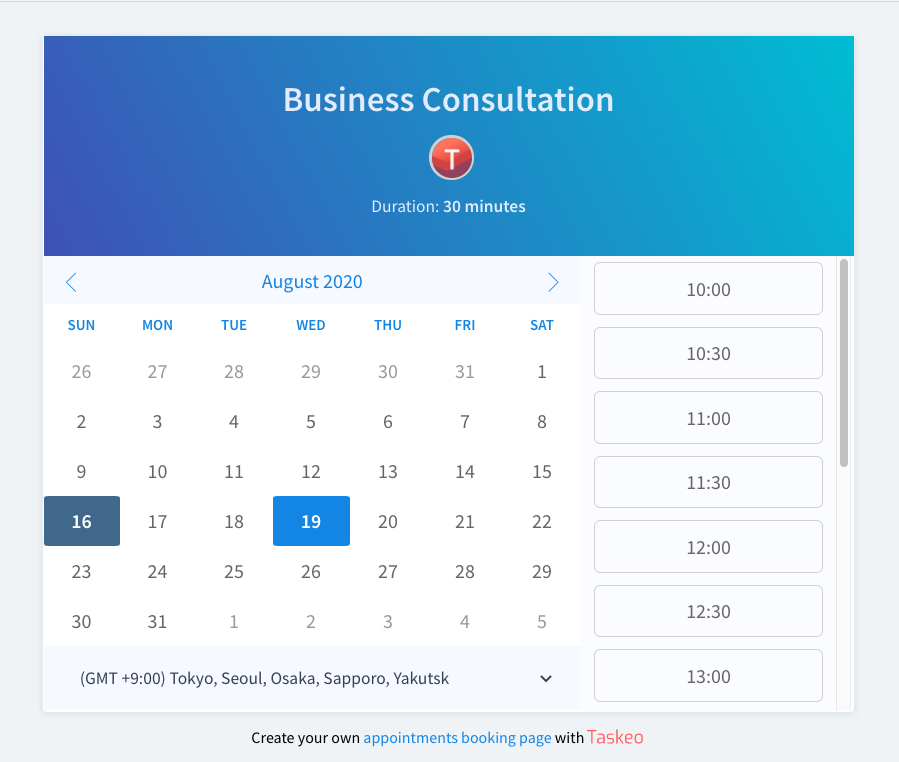 Business Consultation
T
Duration: 30 minutes
August 2020
SUN MON TUE WED THU FRI SAT
26 27 28 29 30 31 1
2 3 4 5 6 7 8
9 10 11 12 13 14 15
16 17 18 19 20 21 22
23 24 25 26 27 28 29
30 31 1 2 3 4 5
(GMT +9:00) Tokyo, Seoul, Osaka, Sapporo, Yakutsk
10:00
10:30
11:00
11:30
12:00
12:30
13:00
Create your own appointments booking page with Taskeo